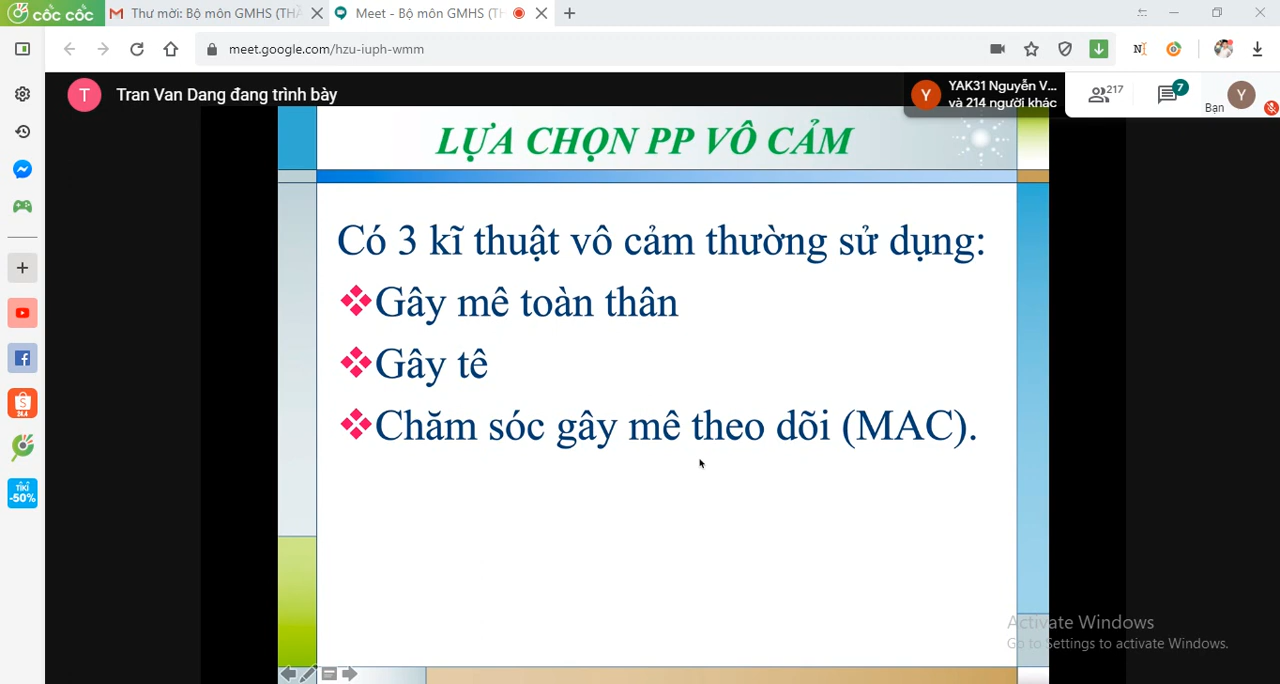 cốc cốc
Thư mời: Bộ môn GMHS (TH
Meet - Bộ môn GMHS (TH
meet.google.com/hzu-iuph-wmm
T
Tran Van Dang đang trình bày
Y
YAK31 Nguyễn V...
và 214 người khác
217
7
Bạn
Y
LỰA CHỌN PP VÔ CẢM
Có 3 kĩ thuật vô cảm thường sử dụng:
Gây mê toàn thân
Gây tê
Chăm sóc gây mê theo dõi (MAC).
TIKI
-50%
Activate Windows
Go to Settings to activate Windows.